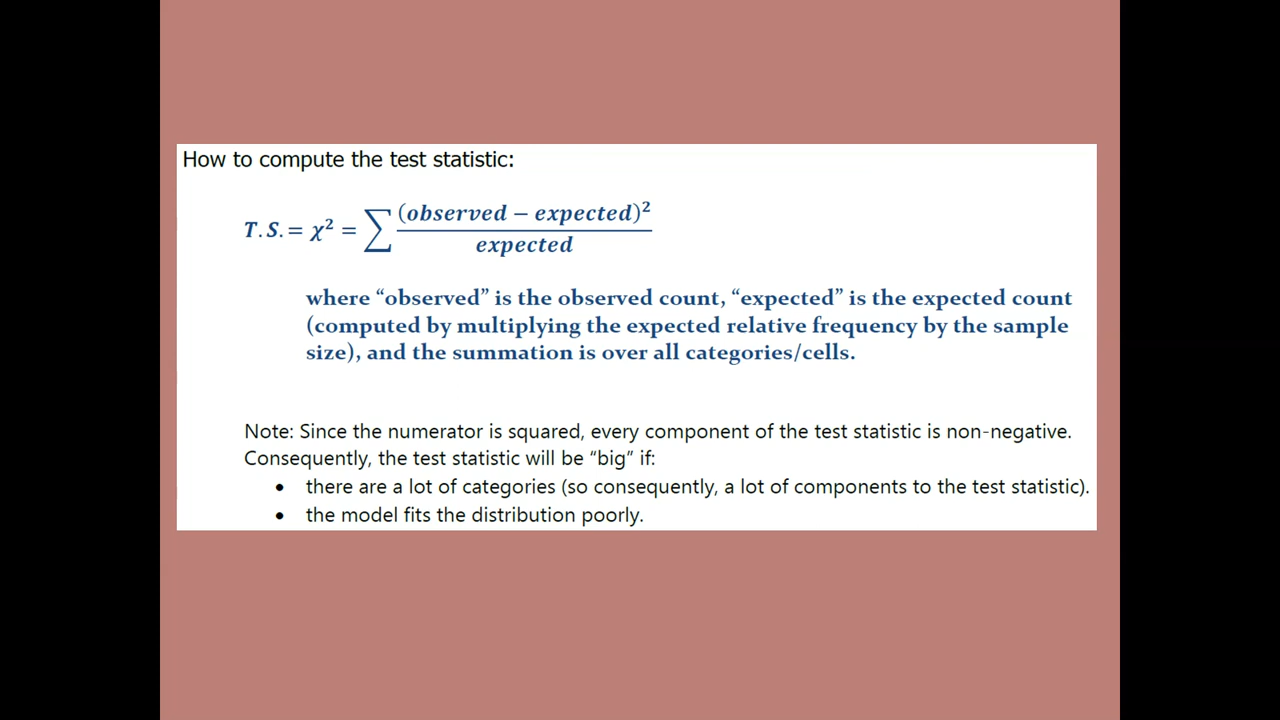 How to compute the test statistic:
T.S. = χ² = ∑ (observed − expected)² / expected
where “observed” is the observed count, “expected” is the expected count
(computed by multiplying the expected relative frequency by the sample
size), and the summation is over all categories/cells.
Note: Since the numerator is squared, every component of the test statistic is non-negative.
Consequently, the test statistic will be “big” if:
• there are a lot of categories (so consequently, a lot of components to the test statistic).
• the model fits the distribution poorly.